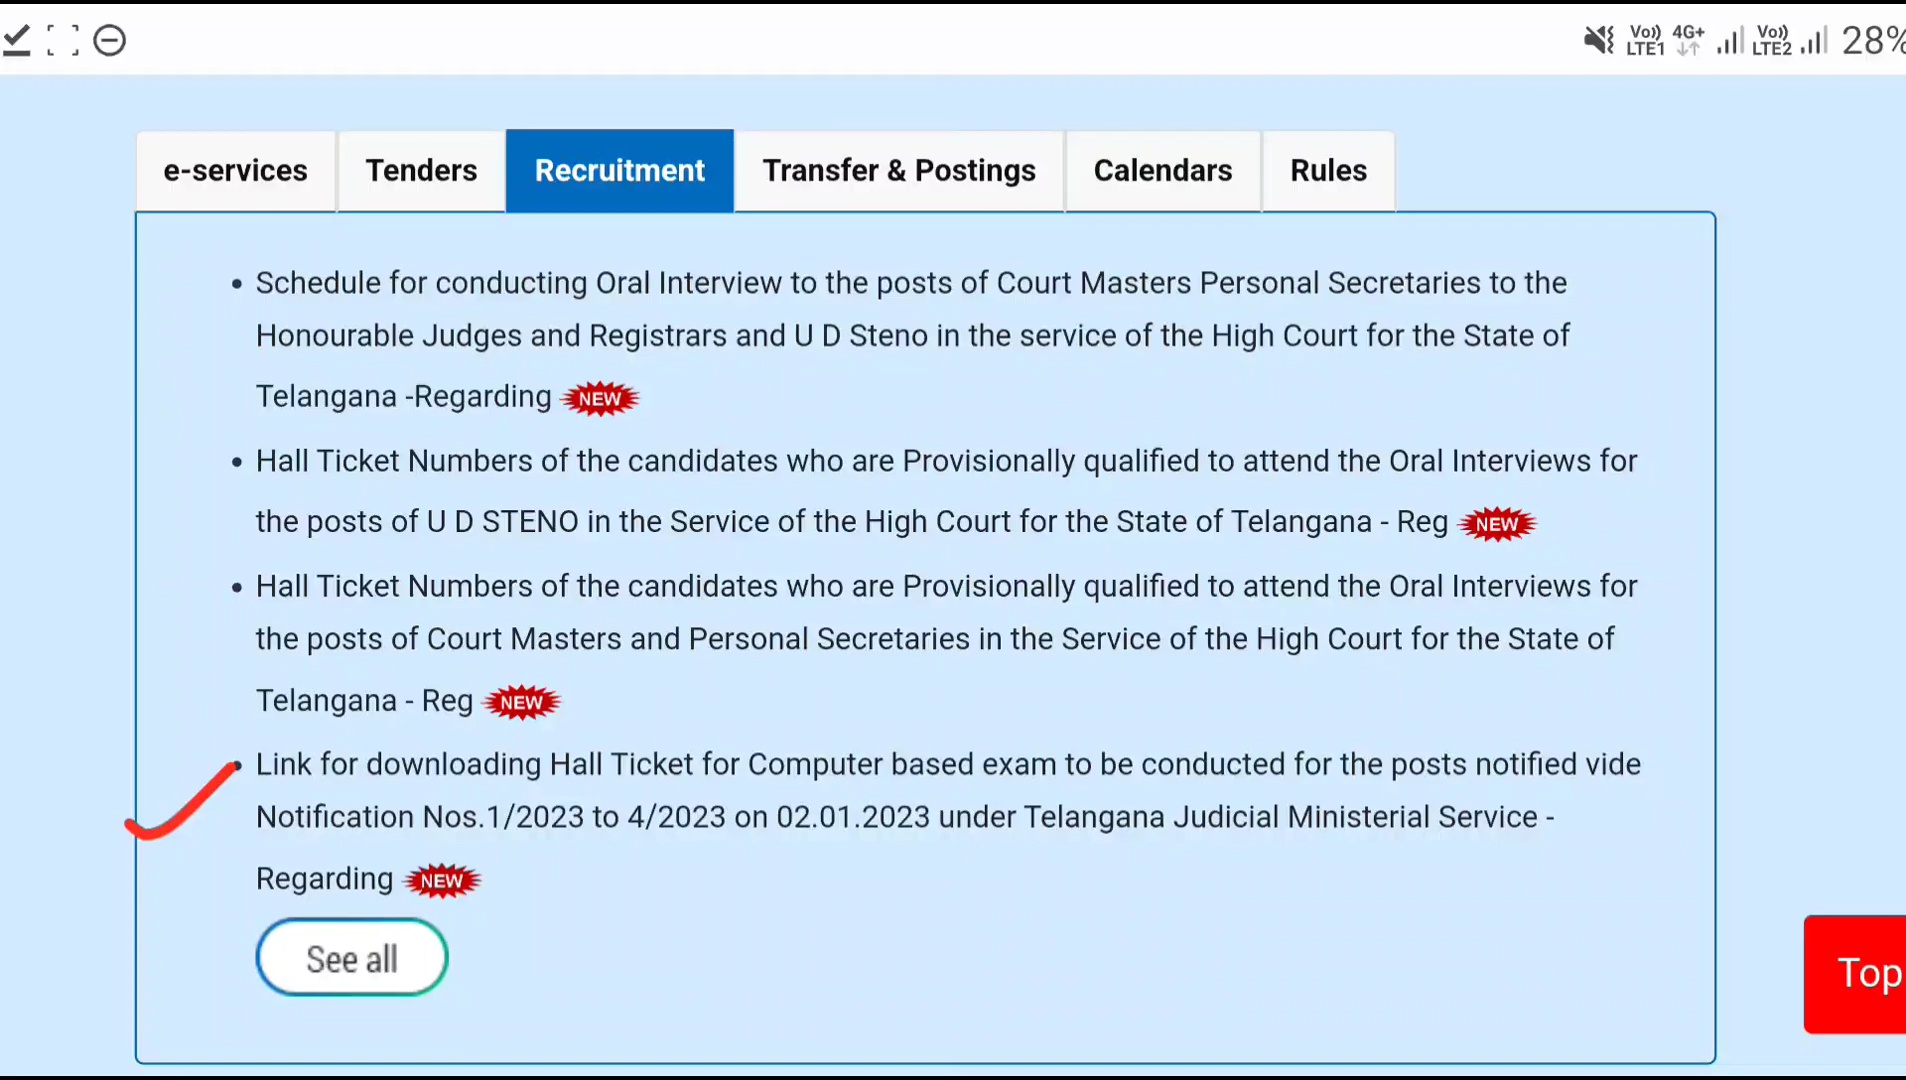 Vo)) LTE1 4G+ Vo)) LTE2 28%
e-services Tenders Recruitment Transfer & Postings Calendars Rules
• Schedule for conducting Oral Interview to the posts of Court Masters Personal Secretaries to the
Honourable Judges and Registrars and U D Steno in the service of the High Court for the State of
Telangana -Regarding NEW
• Hall Ticket Numbers of the candidates who are Provisionally qualified to attend the Oral Interviews for
the posts of U D STENO in the Service of the High Court for the State of Telangana - Reg NEW
• Hall Ticket Numbers of the candidates who are Provisionally qualified to attend the Oral Interviews for
the posts of Court Masters and Personal Secretaries in the Service of the High Court for the State of
Telangana - Reg NEW
• Link for downloading Hall Ticket for Computer based exam to be conducted for the posts notified vide
Notification Nos.1/2023 to 4/2023 on 02.01.2023 under Telangana Judicial Ministerial Service -
Regarding NEW
See all
Top